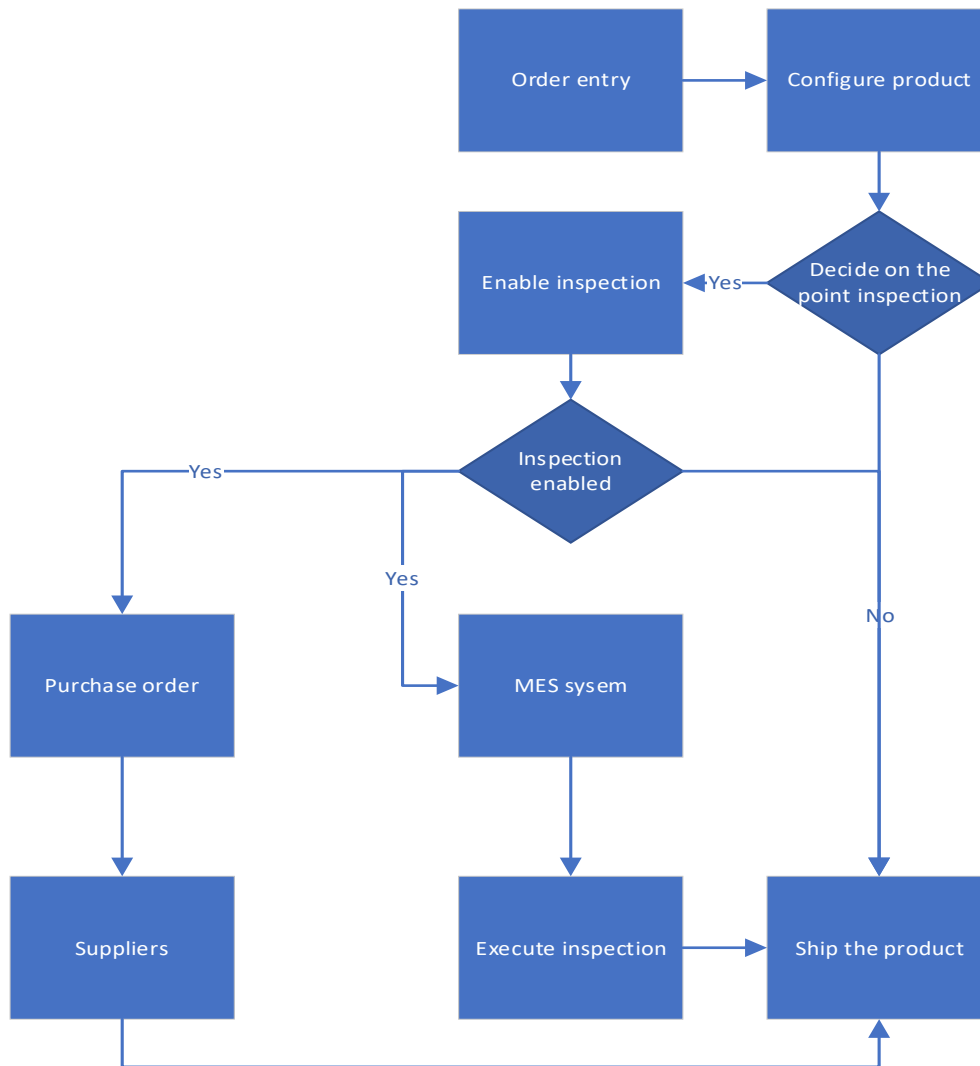 Order entry
Configure product
Enable inspection
Yes
Decide on the
point inspection
Yes
Inspection
enabled
Yes
No
Purchase order
MES sysem
Suppliers
Execute inspection
Ship the product